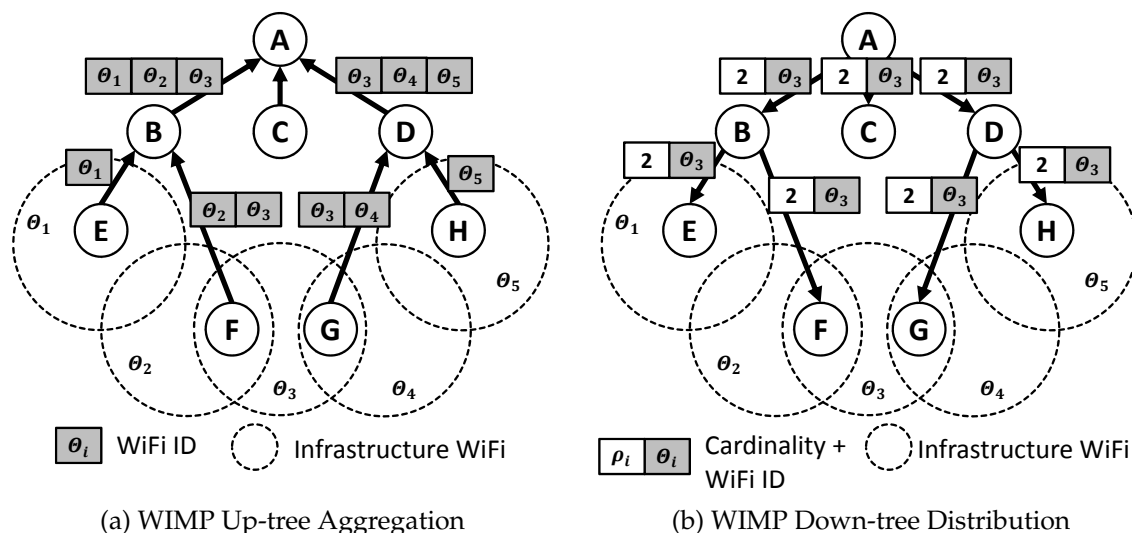 A
Θ₁ Θ₂ Θ₃
Θ₃ Θ₄ Θ₅
B
C
D
Θ₁
Θ₅
Θ₂ Θ₃
Θ₃ Θ₄
Θ₁
E
H
Θ₅
F
G
Θ₂
Θ₃
Θ₄
Θᵢ WiFi ID
Infrastructure WiFi
(a) WIMP Up-tree Aggregation
A
2 Θ₃
2 Θ₃
2 Θ₃
B
C
D
2 Θ₃
2 Θ₃
2 Θ₃
2 Θ₃
Θ₁
E
H
Θ₅
F
G
Θ₂
Θ₃
Θ₄
ρᵢ Θᵢ Cardinality +
WiFi ID
Infrastructure WiFi
(b) WIMP Down-tree Distribution